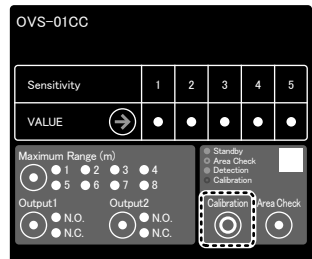 OVS-01CC
Sensitivity 1 2 3 4 5
VALUE
Maximum Range (m)
1 2 3 4
5 6 7 8
Standby
Area Check
Detection
Calibration
Output1 Output2 Calibration Area Check
N.O. N.O.
N.C. N.C.